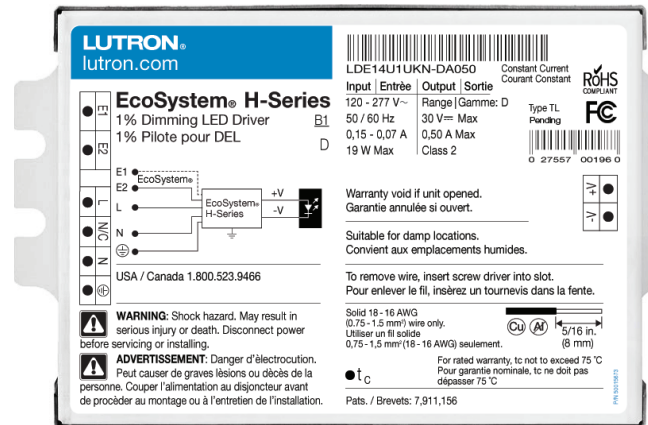 LUTRON®
lutron.com
EcoSystem® H-Series
1% Dimming LED Driver B1
1% Pilote pour DEL D
E1
E2
L
N/C
N
E1
EcoSystem®
E2
L
N
EcoSystem®
H-Series
+V
-V
USA / Canada 1.800.523.9466
WARNING: Shock hazard. May result in
serious injury or death. Disconnect power
before servicing or installing.
ADVERTISSEMENT: Danger d'èlectrocution.
Peut causer de graves lèsions ou dècès de la
personne. Couper l'alimentation au disjoncteur avant
de procèder au montage ou à l'entretien de l'installation.
LDE14U1UKN-DA050
Constant Current
Courant Constant
RoHS
COMPLIANT
Input | Entrèe | Output | Sortie
120 - 277 V~ Range | Gamme: D
50 / 60 Hz 30 V⎓ Max
0,15 - 0,07 A 0,50 A Max
19 W Max Class 2
Type TL
Pending
FC
0 27557 00196 0
+V
-V
Warranty void if unit opened.
Garantie annulée si ouvert.
Suitable for damp locations.
Convient aux emplacements humides.
To remove wire, insert screw driver into slot.
Pour enlever le fil, insèrez un tournevis dans la fente.
Solid 18 - 16 AWG
(0.75 - 1.5 mm²) wire only.
Utiliser un fil solide
0,75 - 1,5 mm² (18 - 16 AWG) seulement.
Cu Al
5/16 in.
(8 mm)
tc
For rated warranty, tc not to exceed 75 °C
Pour garantie nominale, tc ne doit pas
dépasser 75 °C
Pats. / Brevets: 7,911,156